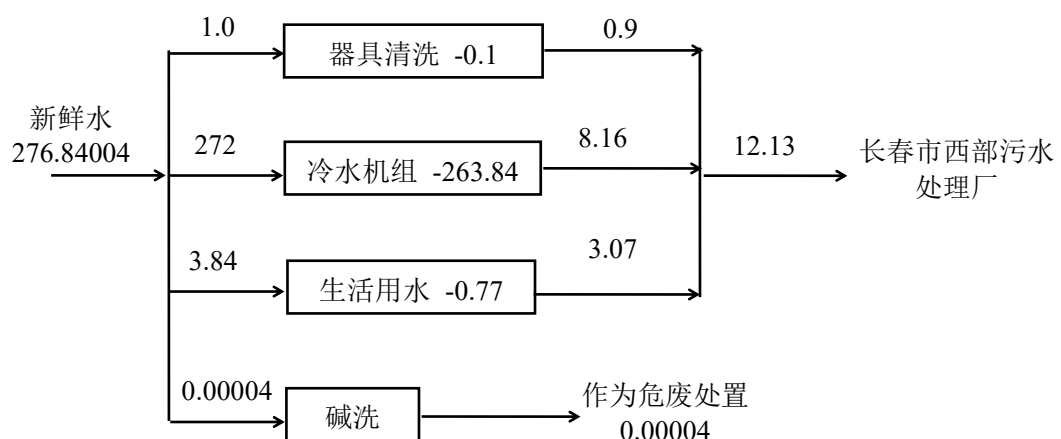 1.0
器具清洗 -0.1
0.9
新鲜水
276.84004
272
冷水机组 -263.84
8.16
12.13
长春市西部污水
处理厂
3.84
生活用水 -0.77
3.07
0.00004
碱洗
作为危废处置
0.00004